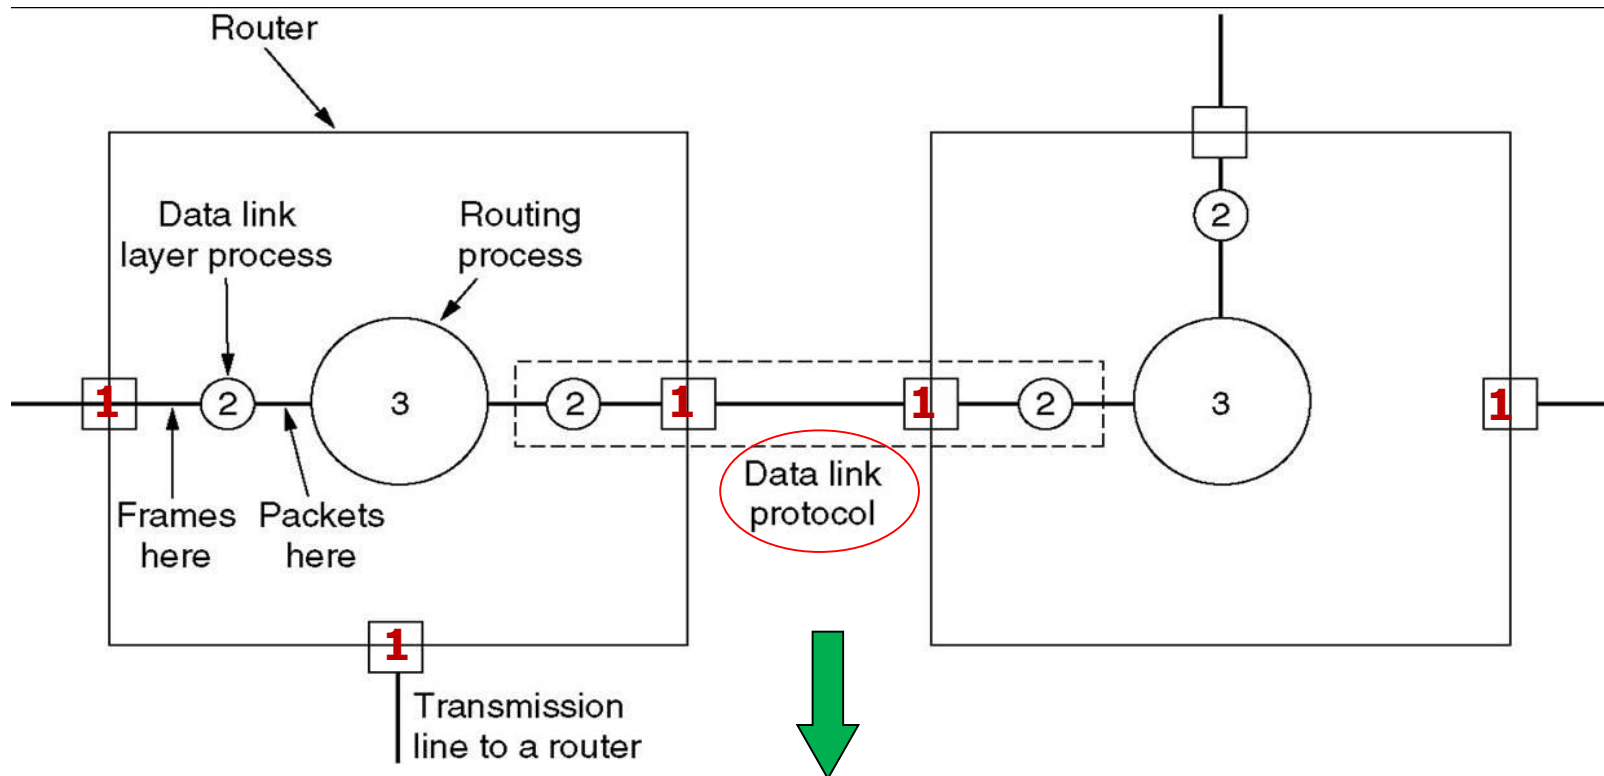 Router
Data link
layer process
Routing
process
2
1
2
3
2
1
1
2
3
1
Data link
protocol
Frames
here
Packets
here
1
Transmission
line to a router